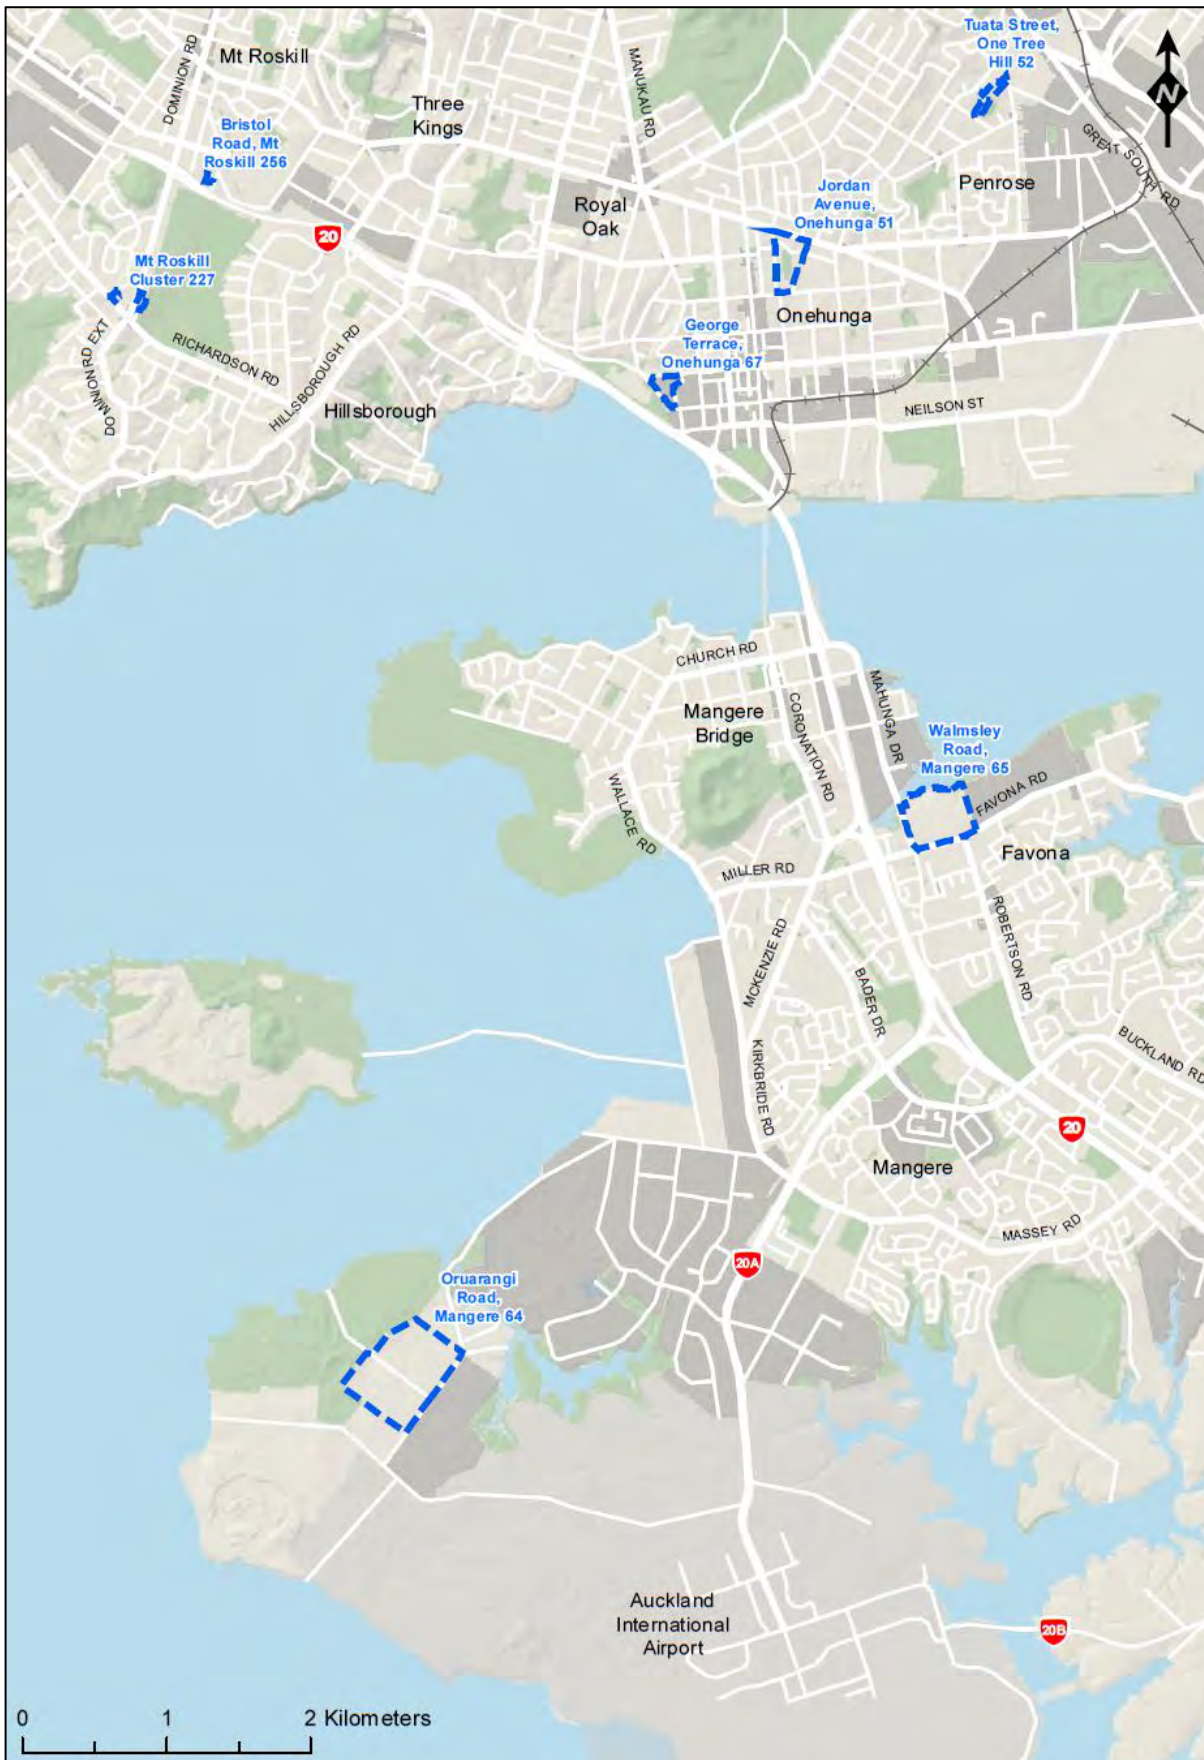 Tuata Street,
One Tree
Hill 52
N
Mt Roskill
DOMINION RD
MANUKAU RD
Three
Kings
Bristol
Road, Mt
Roskill 256
GREAT SOUTH RD
Penrose
Jordan
Avenue,
Onehunga 51
Royal
Oak
20
Mt Roskill
Cluster 227
Onehunga
George
Terrace,
Onehunga 67
RICHARDSON RD
DOMINION RD EXT
HILLSBOROUGH RD
Hillsborough
NEILSON ST
CHURCH RD
MAHUNGA DR
CORONATION RD
Mangere
Bridge
Walmsley
Road,
Mangere 65
FAVONA RD
WALLACE RD
Favona
MILLER RD
ROBERTSON RD
MCKENZIE RD
BADER DR
BUCKLAND RD
KIRKBRIDE RD
20
Mangere
MASSEY RD
20A
Oruarangi
Road,
Mangere 64
Auckland
International
Airport
20B
0 1 2 Kilometers